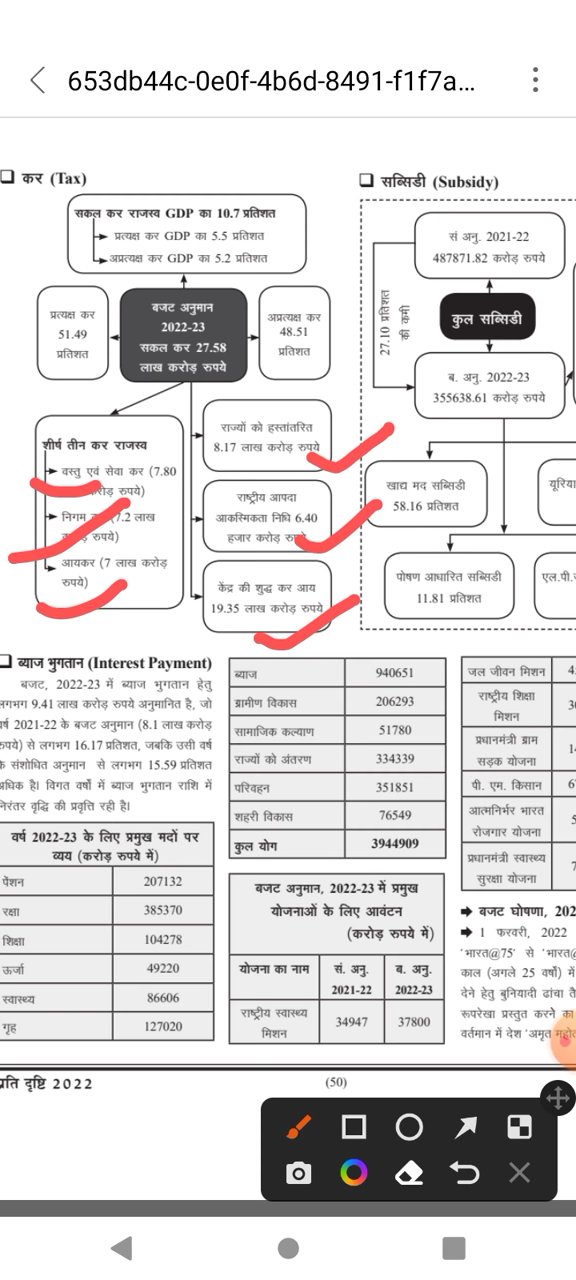 653db44c-0e0f-4b6d-8491-f1f7a...
कर (Tax)
सकल कर राजस्व GDP का 10.7 प्रतिशत
प्रत्यक्ष कर GDP का 5.5 प्रतिशत
अप्रत्यक्ष कर GDP का 5.2 प्रतिशत
प्रत्यक्ष कर
51.49
प्रतिशत
बजट अनुमान
2022-23
सकल कर 27.58
लाख करोड़ रुपये
अप्रत्यक्ष कर
48.51
प्रतिशत
शीर्ष तीन कर राजस्व
वस्तु एवं सेवा कर (7.80
रुपये)
निगम (7.2 लाख
रुपये)
आयकर (7 लाख करोड़
रुपये)
राज्यों को हस्तांतरित
8.17 लाख करोड़ रुपये
राष्ट्रीय आपदा
आकस्मिकता निधि 6.40
हजार करोड़
केंद्र की शुद्ध कर आय
19.35 लाख करोड़ रुपये
सब्सिडी (Subsidy)
सं अनु. 2021-22
487871.82 करोड़ रुपये
27.10 प्रतिशत
की कमी
कुल सब्सिडी
ब. अनु. 2022-23
355638.61 करोड़ रुपये
खाद्य मद सब्सिडी
58.16 प्रतिशत
यूरिया
पोषण आधारित सब्सिडी
11.81 प्रतिशत
एल.पी.
ब्याज भुगतान (Interest Payment)
बजट, 2022-23 में ब्याज भुगतान हेतु
लगभग 9.41 लाख करोड़ रुपये अनुमानित है, जो
वर्ष 2021-22 के बजट अनुमान (8.1 लाख करोड़
रुपये) से लगभग 16.17 प्रतिशत, जबकि उसी वर्ष
के संशोधित अनुमान से लगभग 15.59 प्रतिशत
अधिक है। विगत वर्षों में ब्याज भुगतान राशि में
निरंतर वृद्धि की प्रवृत्ति रही है।
वर्ष 2022-23 के लिए प्रमुख मदों पर
व्यय (करोड़ रुपये में)
पेंशन 207132
रक्षा 385370
शिक्षा 104278
ऊर्जा 49220
स्वास्थ्य 86606
गृह 127020
ब्याज 940651
ग्रामीण विकास 206293
सामाजिक कल्याण 51780
राज्यों को अंतरण 334339
परिवहन 351851
शहरी विकास 76549
कुल योग 3944909
बजट अनुमान, 2022-23 में प्रमुख
योजनाओं के लिए आवंटन
(करोड़ रुपये में)
योजना का नाम सं. अनु. ब. अनु.
2021-22 2022-23
राष्ट्रीय स्वास्थ्य 34947 37800
मिशन
जल जीवन मिशन
राष्ट्रीय शिक्षा
मिशन
प्रधानमंत्री ग्राम
सड़क योजना
पी. एम. किसान
आत्मनिर्भर भारत
रोजगार योजना
प्रधानमंत्री स्वास्थ्य
सुरक्षा योजना
बजट घोषणा, 202
1 फरवरी, 2022
'भारत@75' से 'भारत@
काल (अगले 25 वर्षों) में
देने हेतु बुनियादी ढांचा तै
रूपरेखा प्रस्तुत करने का
वर्तमान में देश 'अमृत
प्रति दृष्टि 2022
(50)